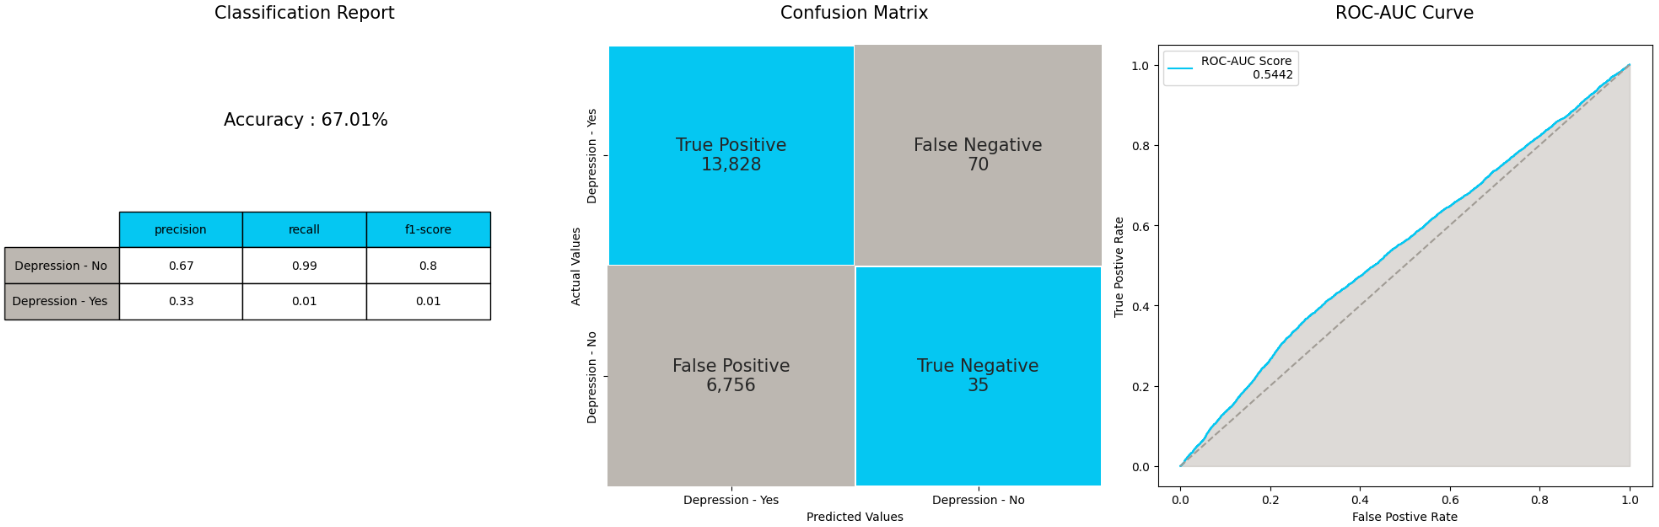 Classification Report
Accuracy : 67.01%
precision recall f1-score
Depression - No 0.67 0.99 0.8
Depression - Yes 0.33 0.01 0.01
Confusion Matrix
Actual Values
Depression - Yes
Depression - No
True Positive
13,828
False Negative
70
False Positive
6,756
True Negative
35
Depression - Yes Depression - No
Predicted Values
ROC-AUC Curve
ROC-AUC Score
0.5442
True Postive Rate
1.0
0.8
0.6
0.4
0.2
0.0
0.0 0.2 0.4 0.6 0.8 1.0
False Postive Rate